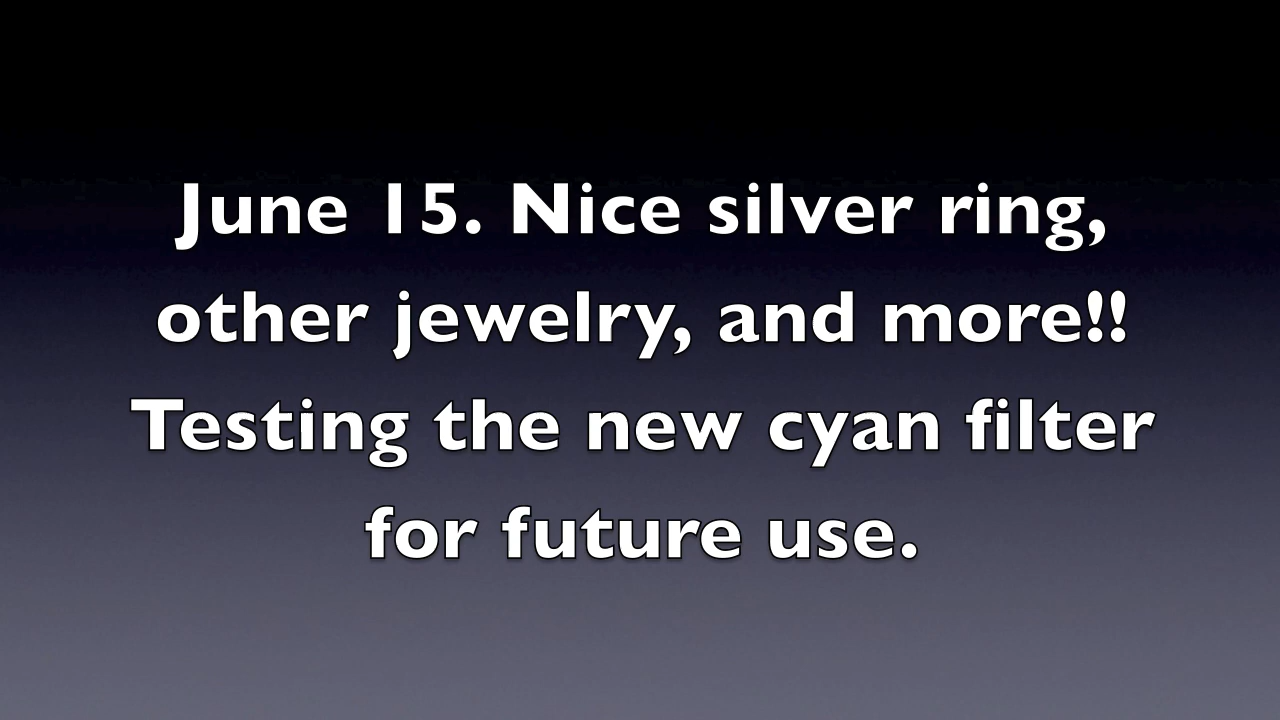 June 15. Nice silver ring,
other jewelry, and more!!
Testing the new cyan filter
for future use.